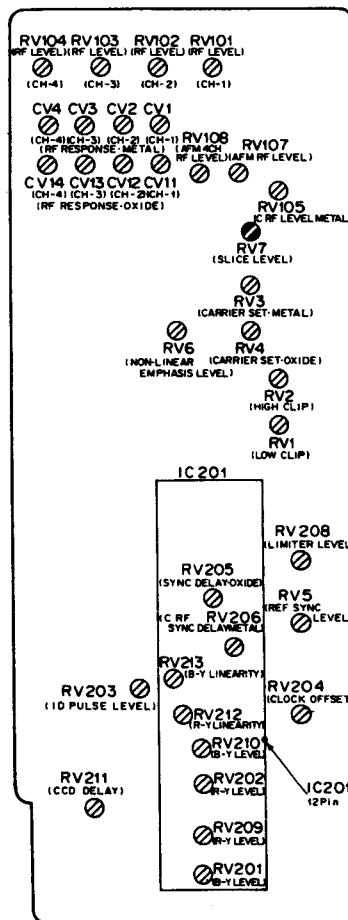 RV104 RV103 RV102 RV101
(RF LEVEL) (RF LEVEL) (RF LEVEL) (RF LEVEL)
(CH-4) (CH-3) (CH-2) (CH-1)
CV4 CV3 CV2 CV1
(CH-4) (CH-3) (CH-2) (CH-1)
(RF RESPONSE·METAL)
RV108
(AFM 4CH
RF LEVEL)
RV107
(AFM RF LEVEL)
CV14 CV13 CV12 CV11
(CH-4) (CH-3) (CH-2) (CH-1)
(RF RESPONSE-OXIDE)
RV105
(C RF LEVEL METAL)
RV7
(SLICE LEVEL)
RV3
(CARRIER SET-METAL)
RV6
(NON-LINEAR
EMPHASIS LEVEL)
RV4
(CARRIER SET-OXIDE)
RV2
(HIGH CLIP)
RV1
(LOW CLIP)
IC201
RV208
(LIMITER LEVEL)
RV205
(SYNC DELAY-OXIDE)
RV5
(REF SYNC
LEVEL)
RV206
(C RF
SYNC DELAY METAL)
RV213
(B-Y LINEARITY)
RV203
(ID PULSE LEVEL)
RV204
(CLOCK OFFSET)
RV212
(R-Y LINEARITY)
RV210
(B-Y LEVEL)
RV211
(CCD DELAY)
RV202
(R-Y LEVEL)
IC201
12Pin
RV209
(R-Y LEVEL)
RV201
(B-Y LEVEL)